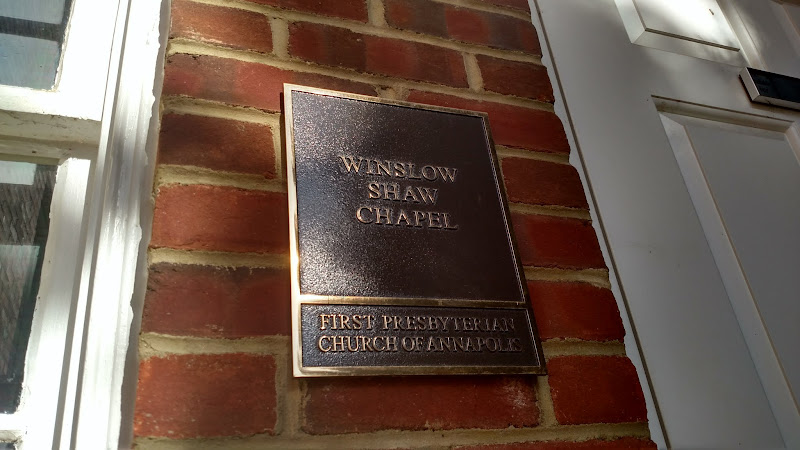 WINSLOW
SHAW
CHAPEL
FIRST PRESBYTERIAN
CHURCH OF ANNAPOLIS